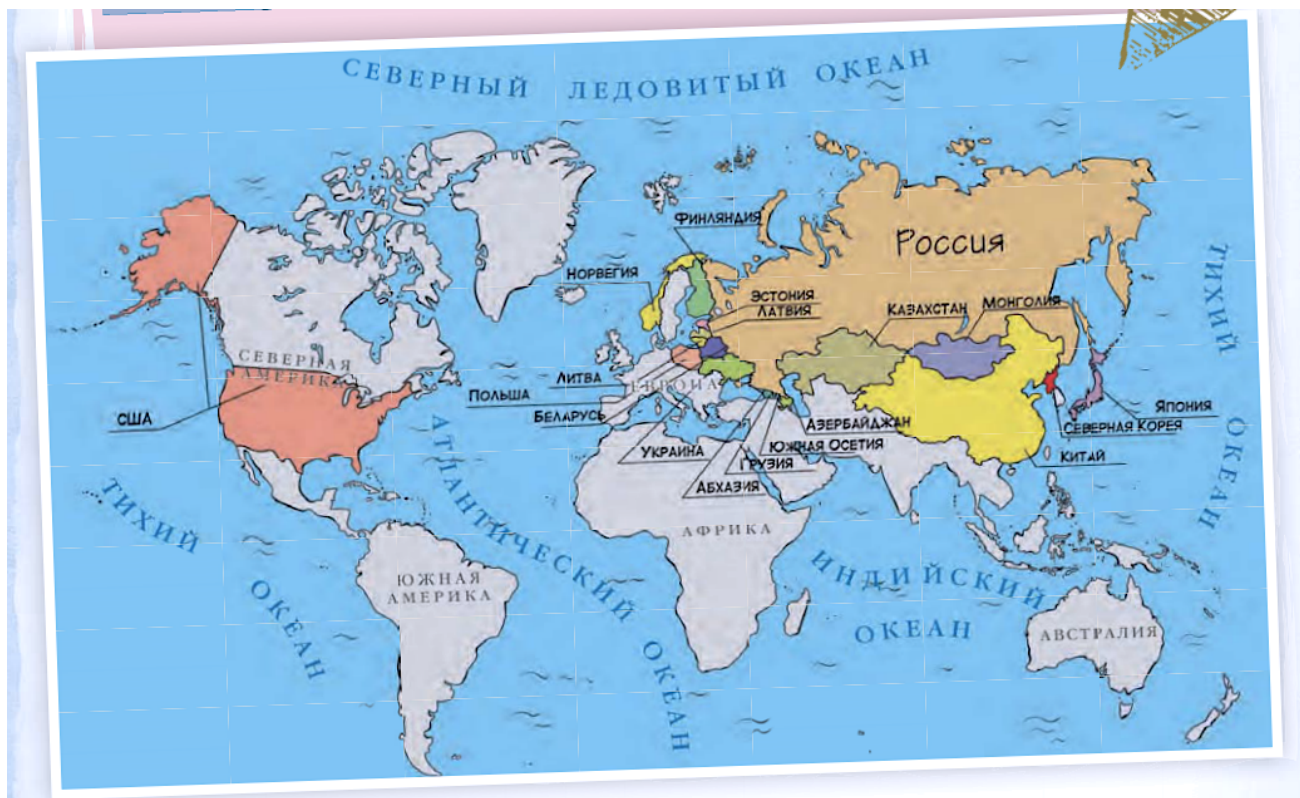 СЕВЕРНЫЙ ЛЕДОВИТЫЙ ОКЕАН
ФИНЛЯНДИЯ
РОССИЯ
НОРВЕГИЯ
ЭСТОНИЯ
ЛАТВИЯ
КАЗАХСТАН
МОНГОЛИЯ
ТИХИЙ
ОКЕАН
СЕВЕРНАЯ
АМЕРИКА
ЛИТВА
ЕВРОПА
ПОЛЬША
БЕЛАРУСЬ
США
АЗЕРБАЙДЖАН
ЯПОНИЯ
СЕВЕРНАЯ КОРЕЯ
УКРАИНА
ЮЖНАЯ ОСЕТИЯ
ГРУЗИЯ
КИТАЙ
АБХАЗИЯ
ТИХИЙ
ОКЕАН
АТЛАНТИЧЕСКИЙ ОКЕАН
АФРИКА
ИНДИЙСКИЙ
ОКЕАН
ЮЖНАЯ
АМЕРИКА
АВСТРАЛИЯ